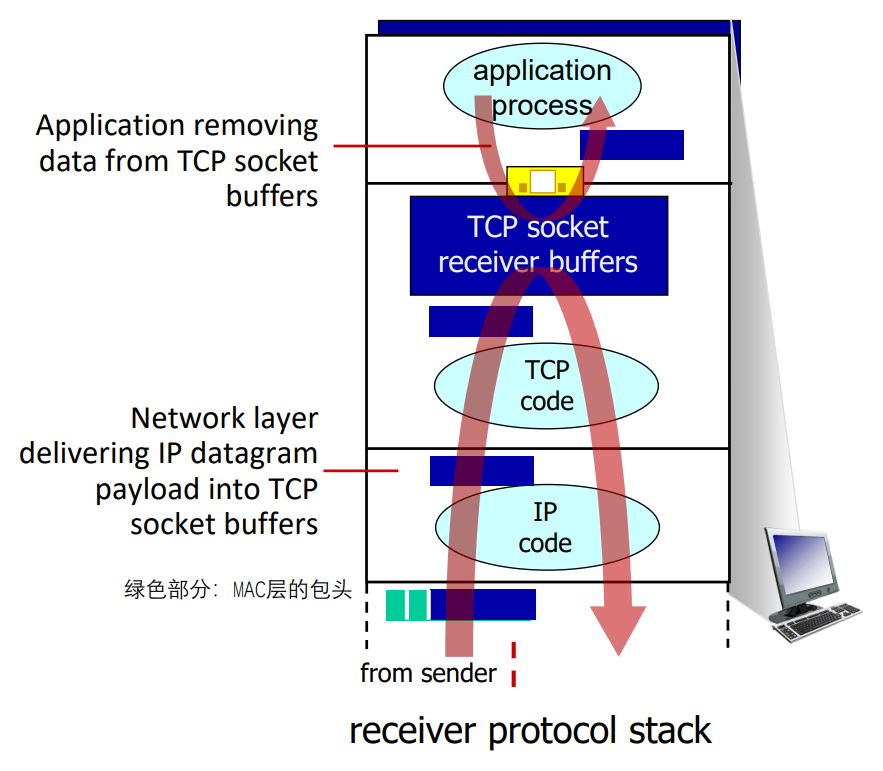 application
process
Application removing
data from TCP socket
buffers
TCP socket
receiver buffers
TCP
code
Network layer
delivering IP datagram
payload into TCP
socket buffers
IP
code
绿色部分：MAC层的包头
from sender
receiver protocol stack